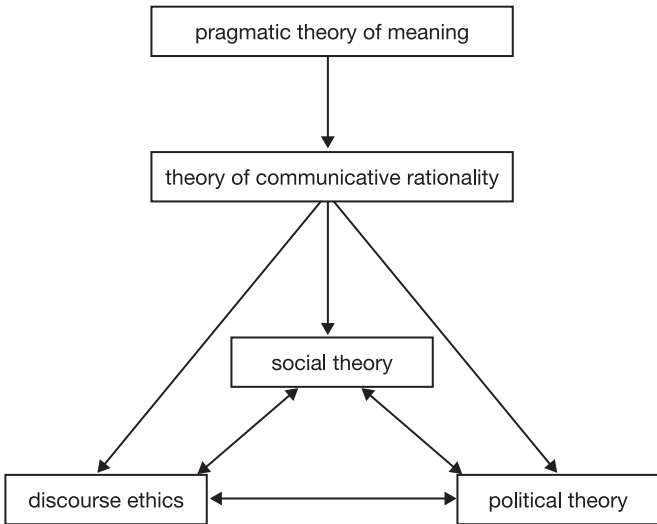 pragmatic theory of meaning
theory of communicative rationality
social theory
discourse ethics
political theory